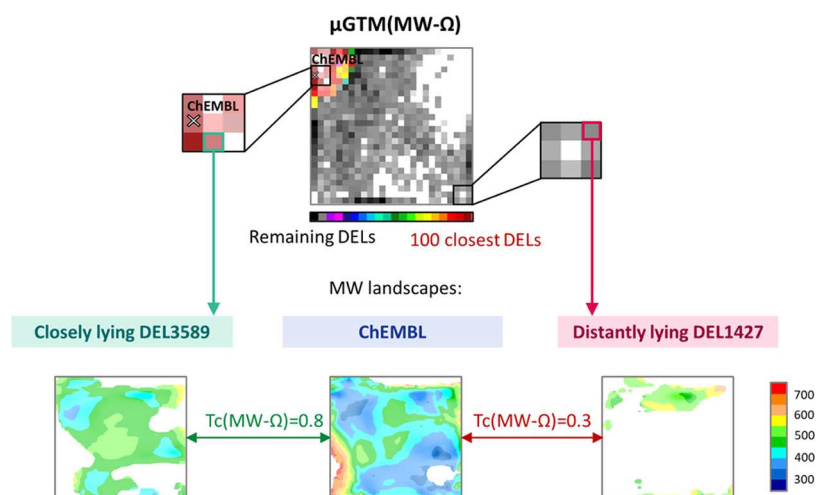 μGTM(MW-Ω)
ChEMBL
ChEMBL
Remaining DELs
100 closest DELs
MW landscapes:
Closely lying DEL3589
ChEMBL
Distantly lying DEL1427
Tc(MW-Ω)=0.8
Tc(MW-Ω)=0.3
700
600
500
400
300